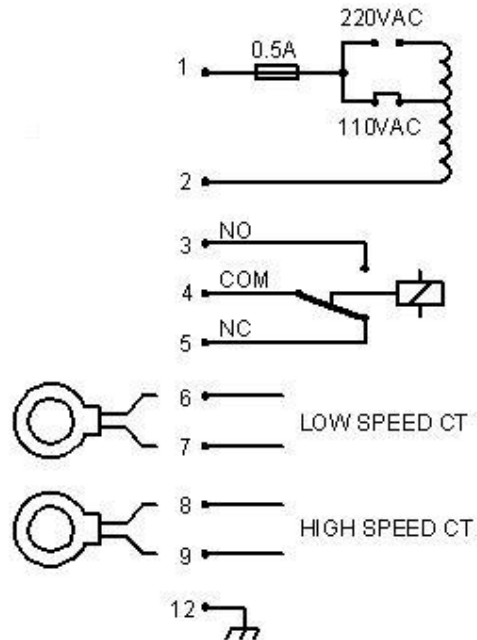 220VAC
0.5A
1
110VAC
2
3 NO
4 COM
5 NC
6
LOW SPEED CT
7
8
HIGH SPEED CT
9
12